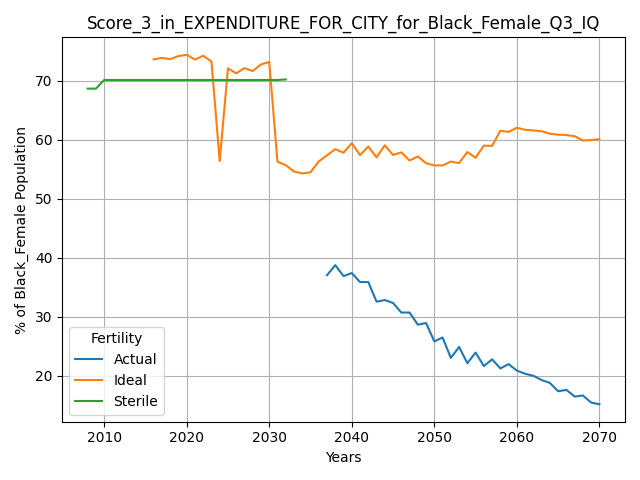 Score_3_in_EXPENDITURE_FOR_CITY_for_Black_Female_Q3_IQ
% of Black_Female Population
70
60
50
40
30
20
Fertility
Actual
Ideal
Sterile
2010 2020 2030 2040 2050 2060 2070
Years